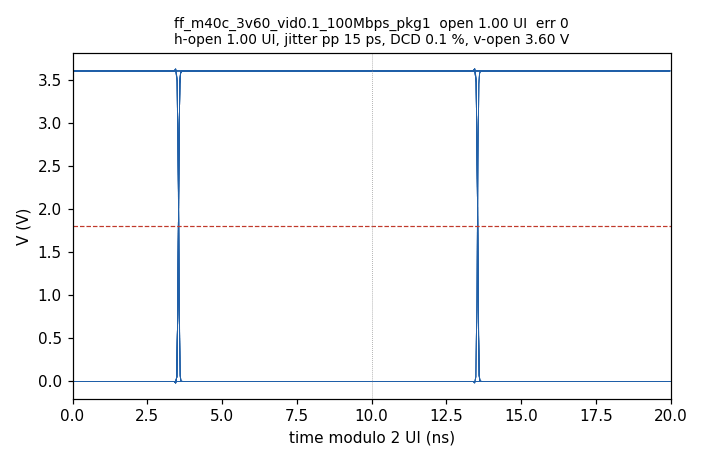 ff_m40c_3v60_vid0.1_100Mbps_pkg1  open 1.00 UI  err 0
h-open 1.00 UI, jitter pp 15 ps, DCD 0.1 %, v-open 3.60 V
3.5
3.0
2.5
2.0
1.5
1.0
0.5
0.0
V (V)
0.0 2.5 5.0 7.5 10.0 12.5 15.0 17.5 20.0
time modulo 2 UI (ns)